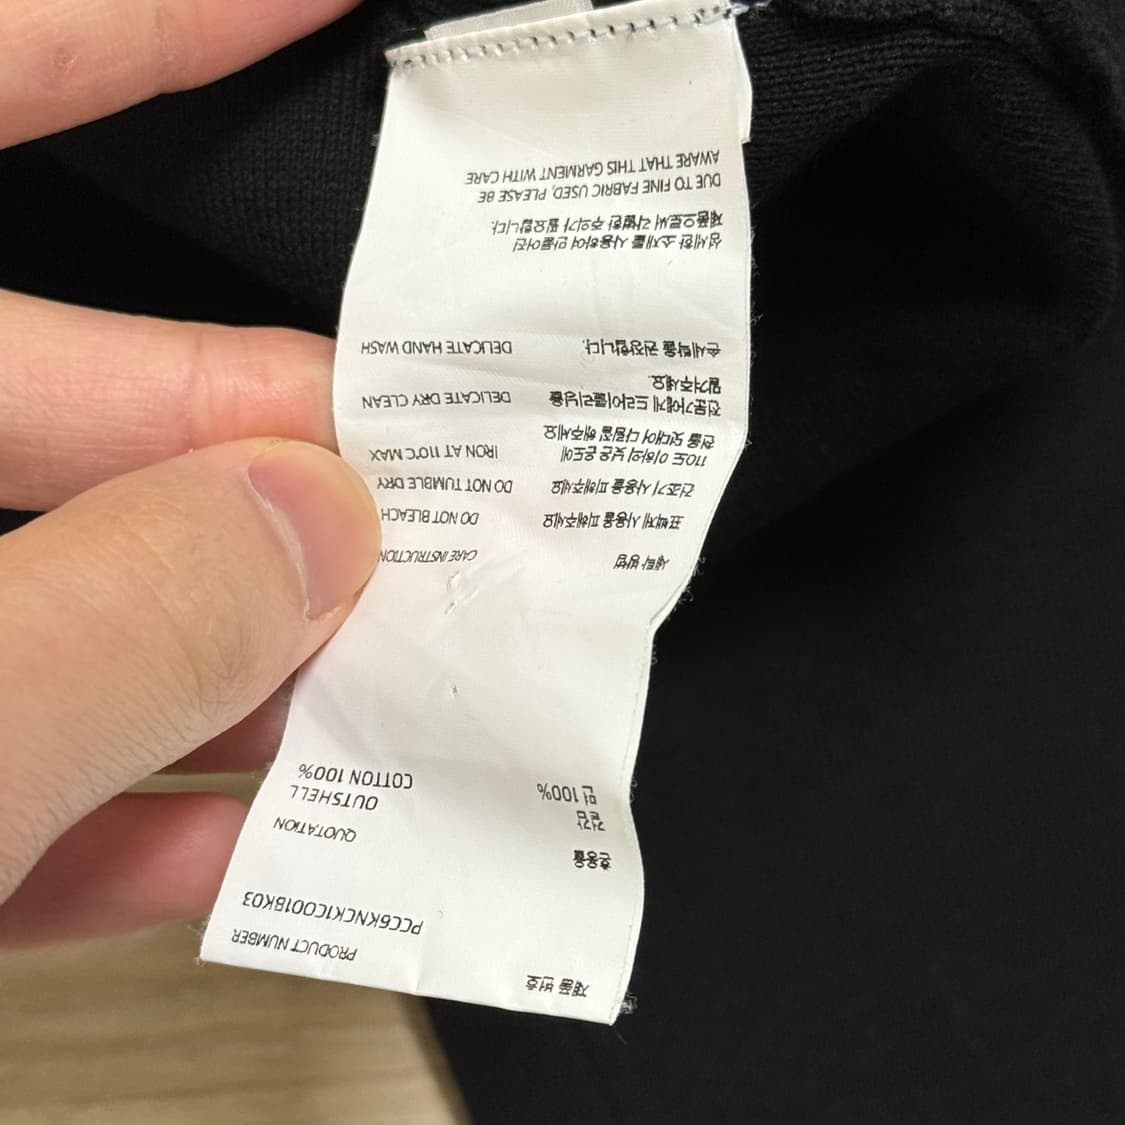 제품 번호
PRODUCT NUMBER
PCC6KNCK1C001BK03
혼용율
QUOTATION
겉감
OUTSHELL
면 100%
COTTON 100%
세탁 방법
CARE INSTRUCTION
표백제 사용을 피해주세요
DO NOT BLEACH
건조기 사용을 피해주세요
DO NOT TUMBLE DRY
110도 이하의 낮은 온도에
천을 덧대어 다림질 해주세요
IRON AT 110°C MAX
전문가에게 드라이클리닝을
맡겨주세요.
DELICATE DRY CLEAN
손세탁을 권장합니다.
DELICATE HAND WASH
섬세한 소재를 사용하여 만들어진
제품으로써 각별한 주의가 필요합니다.
DUE TO FINE FABRIC USED, PLEASE BE
AWARE THAT THIS GARMENT WITH CARE